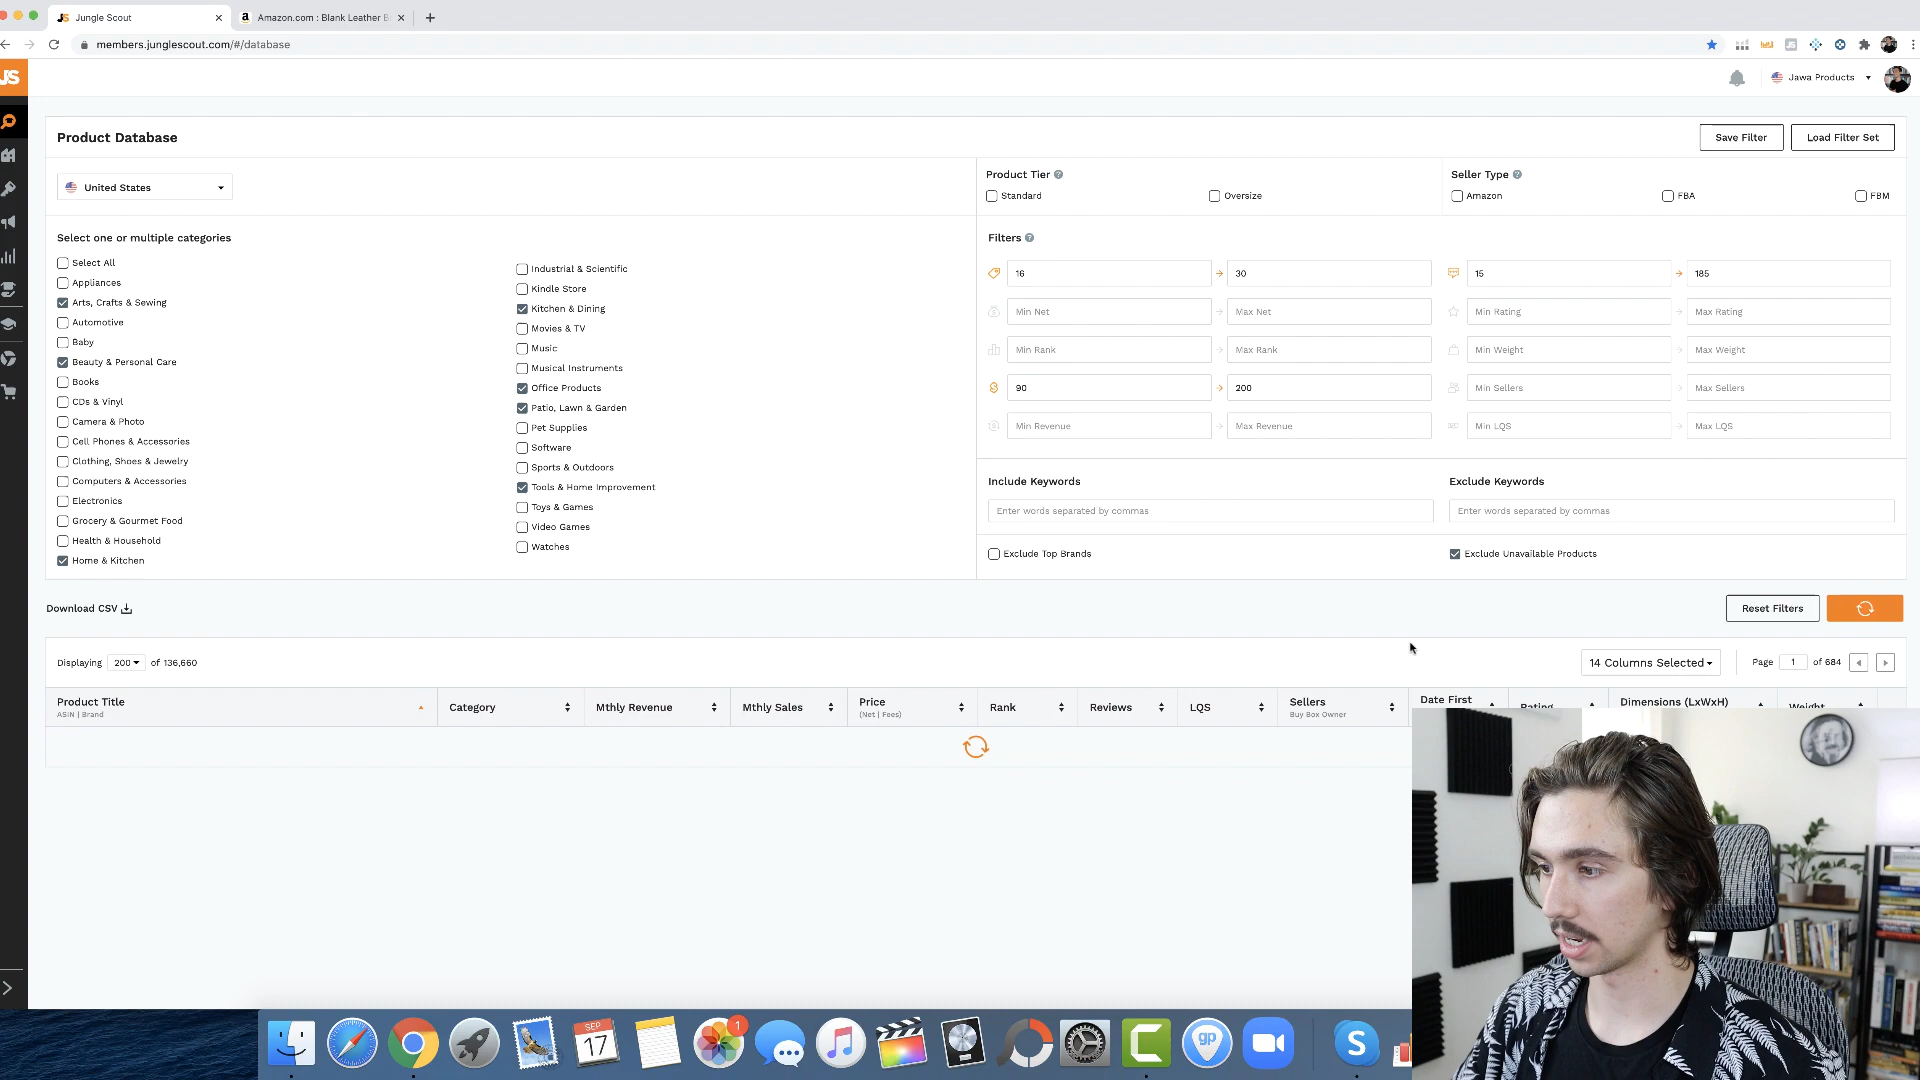 Jungle Scout
Amazon.com : Blank Leather B
members.junglescout.com/#/database
JS
Jawa Products
Product Database
Save Filter
Load Filter Set
United States
Product Tier
Standard
Oversize
Seller Type
Amazon
FBA
FBM
Select one or multiple categories
Select All
Appliances
Arts, Crafts & Sewing
Automotive
Baby
Beauty & Personal Care
Books
CDs & Vinyl
Camera & Photo
Cell Phones & Accessories
Clothing, Shoes & Jewelry
Computers & Accessories
Electronics
Grocery & Gourmet Food
Health & Household
Home & Kitchen
Industrial & Scientific
Kindle Store
Kitchen & Dining
Movies & TV
Music
Musical Instruments
Office Products
Patio, Lawn & Garden
Pet Supplies
Software
Sports & Outdoors
Tools & Home Improvement
Toys & Games
Video Games
Watches
Filters
16 30 15 185
Min Net Max Net Min Rating Max Rating
Min Rank Max Rank Min Weight Max Weight
90 200 Min Sellers Max Sellers
Min Revenue Max Revenue Min LQS Max LQS
Include Keywords
Enter words separated by commas
Exclude Keywords
Enter words separated by commas
Exclude Top Brands
Exclude Unavailable Products
Download CSV
Reset Filters
Displaying 200 of 136,660
14 Columns Selected
Page 1 of 684
Product Title
ASIN | Brand
Category
Mthly Revenue
Mthly Sales
Price
(Net | Fees)
Rank
Reviews
LQS
Sellers
Buy Box Owner
Date First
Rating
Dimensions (LxWxH)
Weight
SEP
17
1
gp